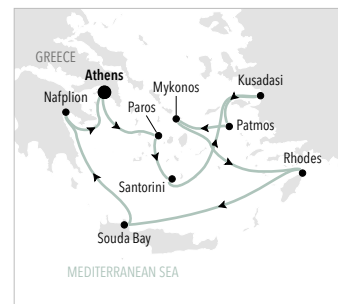 GREECE
Athens
Nafplion
Paros
Mykonos
Kusadasi
Patmos
Rhodes
Santorini
Souda Bay
MEDITERRANEAN SEA